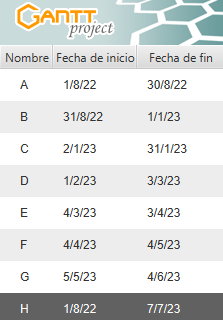 GANTT
project
Nombre Fecha de inicio Fecha de fin
A 1/8/22 30/8/22
B 31/8/22 1/1/23
C 2/1/23 31/1/23
D 1/2/23 3/3/23
E 4/3/23 3/4/23
F 4/4/23 4/5/23
G 5/5/23 4/6/23
H 1/8/22 7/7/23